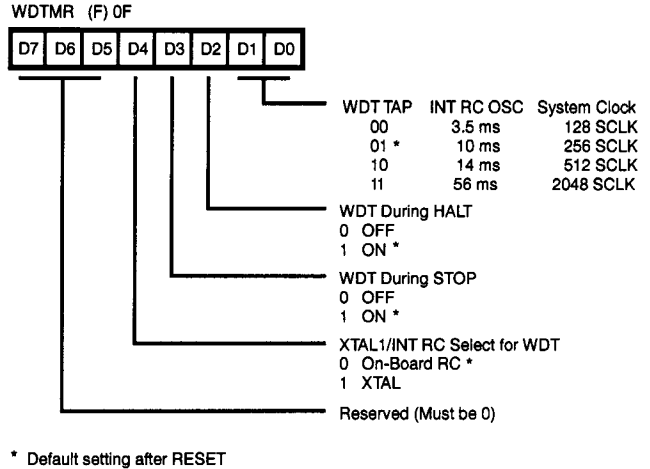 WDTMR (F) 0F
D7 D6 D5 D4 D3 D2 D1 D0
WDT TAP INT RC OSC System Clock
00 3.5 ms 128 SCLK
01 * 10 ms 256 SCLK
10 14 ms 512 SCLK
11 56 ms 2048 SCLK
WDT During HALT
0 OFF
1 ON *
WDT During STOP
0 OFF
1 ON *
XTAL1/INT RC Select for WDT
0 On-Board RC *
1 XTAL
Reserved (Must be 0)
* Default setting after RESET